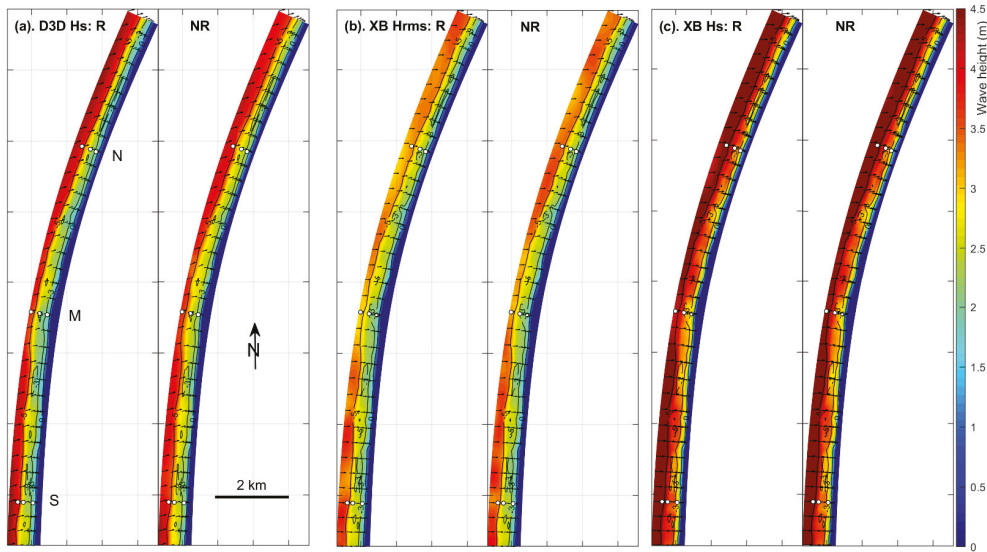 (a). D3D Hs: R
NR
(b). XB Hrms: R
NR
(c). XB Hs: R
NR
N
M
S
N
2 km
4.5
4
3.5
3
2.5
2
1.5
1
0.5
0
Wave height (m)